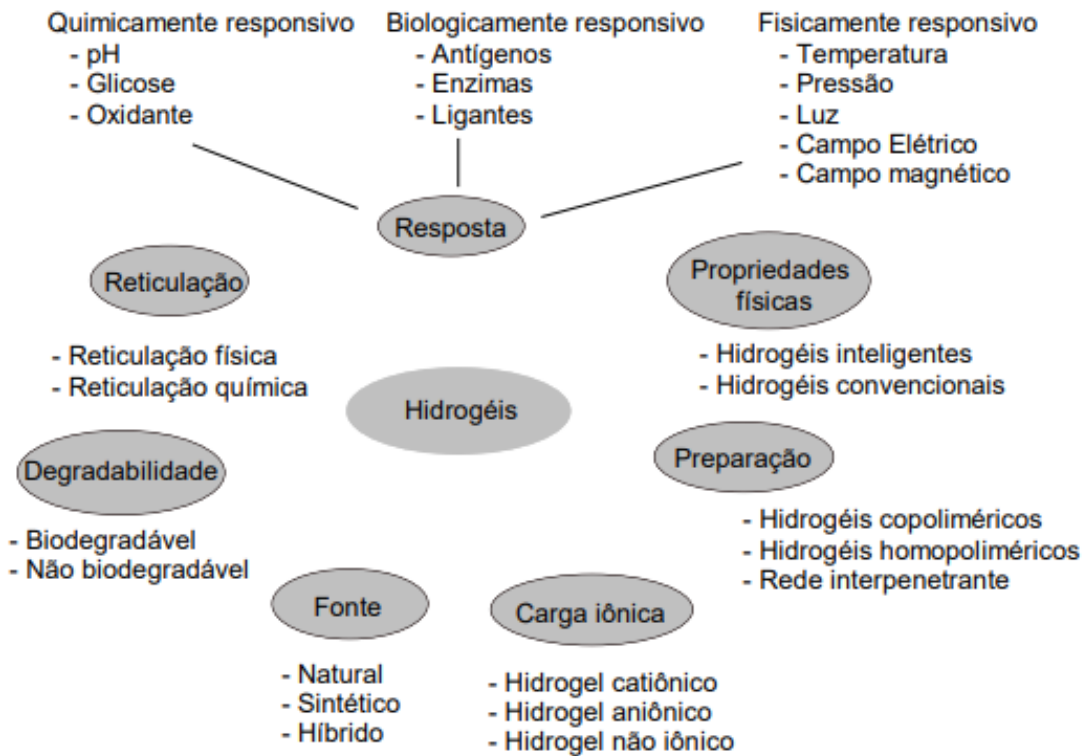 Quimicamente responsivo
- pH
- Glicose
- Oxidante
Biologicamente responsivo
- Antígenos
- Enzimas
- Ligantes
Fisicamente responsivo
- Temperatura
- Pressão
- Luz
- Campo Elétrico
- Campo magnético
Resposta
Reticulação
- Reticulação física
- Reticulação química
Propriedades
físicas
- Hidrogéis inteligentes
- Hidrogéis convencionais
Hidrogéis
Degradabilidade
- Biodegradável
- Não biodegradável
Preparação
- Hidrogéis copoliméricos
- Hidrogéis homopoliméricos
- Rede interpenetrante
Fonte
- Natural
- Sintético
- Híbrido
Carga iônica
- Hidrogel catiônico
- Hidrogel aniônico
- Hidrogel não iônico